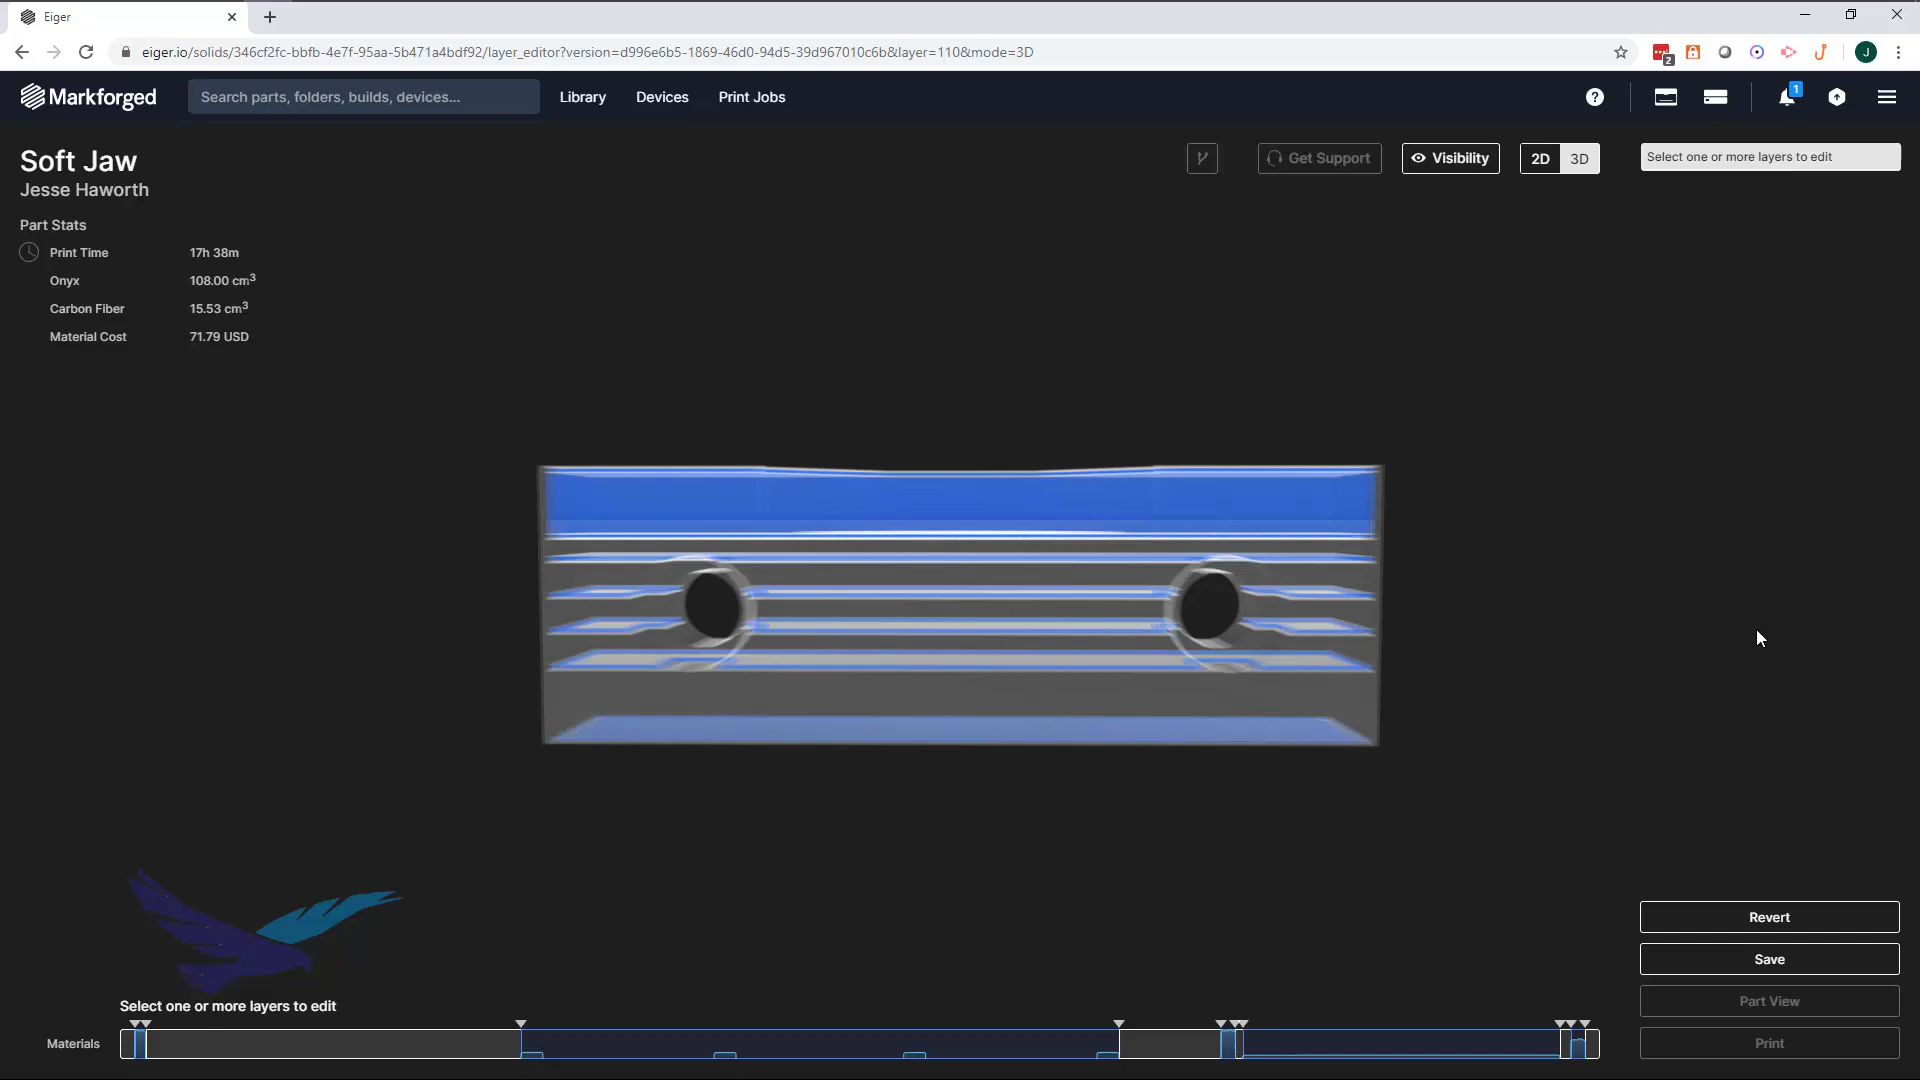 Eiger
eiger.io/solids/346cf2fc-bbfb-4e7f-95aa-5b471a4bdf92/layer_editor?version=d996e6b5-1869-46d0-94d5-39d967010c6b&layer=110&mode=3D
2
J
Markforged
Search parts, folders, builds, devices...
Library
Devices
Print Jobs
?
1
Soft Jaw
Jesse Haworth
Get Support
Visibility
2D
3D
Select one or more layers to edit
Part Stats
Print Time 17h 38m
Onyx 108.00 cm3
Carbon Fiber 15.53 cm3
Material Cost 71.79 USD
Revert
Save
Part View
Print
Select one or more layers to edit
Materials